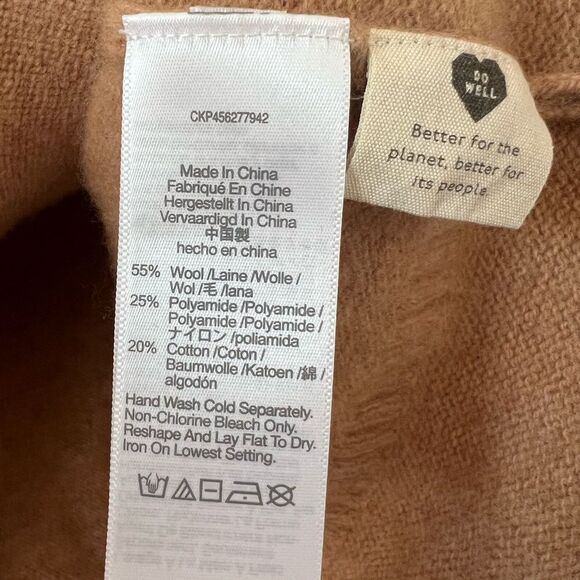 CKP456277942
Made In China
Fabriqué En Chine
Hergestellt In China
Vervaardigd In China
中国製
hecho en china
55% Wool /Laine /Wolle /
Wol /毛 /lana
25% Polyamide /Polyamide /
Polyamide /Polyamide /
ナイロン /poliamida
20% Cotton /Coton /
Baumwolle /Katoen /綿 /
algodón
Hand Wash Cold Separately.
Non-Chlorine Bleach Only.
Reshape And Lay Flat To Dry.
Iron On Lowest Setting.
DO
WELL
Better for the
planet, better for
its people.